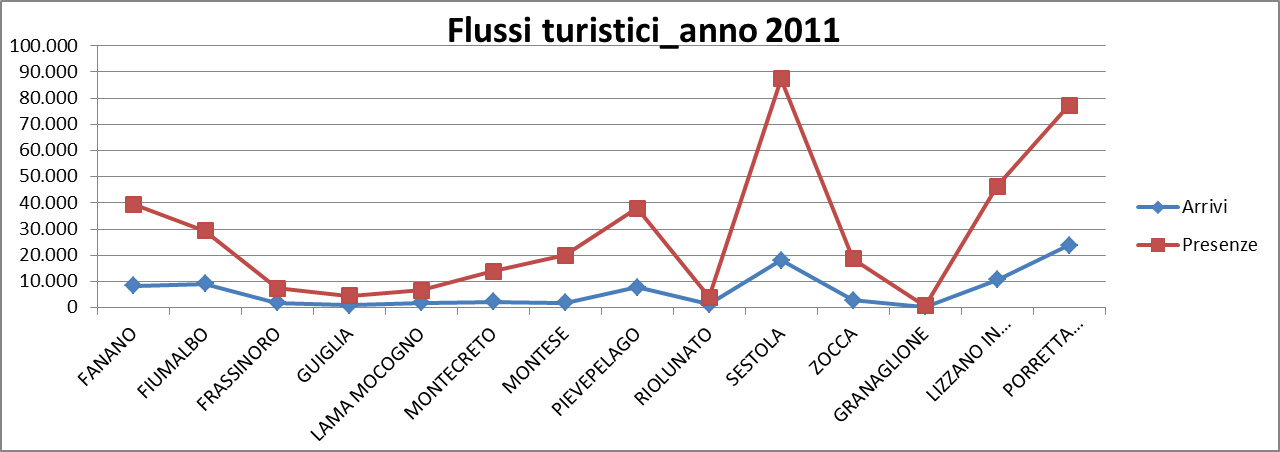 Flussi turistici_anno 2011
100.000
90.000
80.000
70.000
60.000
50.000
40.000
30.000
20.000
10.000
0
FANANO
FIUMALBO
FRASSINORO
GUIGLIA
LAMA MOCOGNO
MONTECRETO
MONTESE
PIEVEPELAGO
RIOLUNATO
SESTOLA
ZOCCA
GRANAGLIONE
LIZZANO IN...
PORRETTA...
Arrivi
Presenze